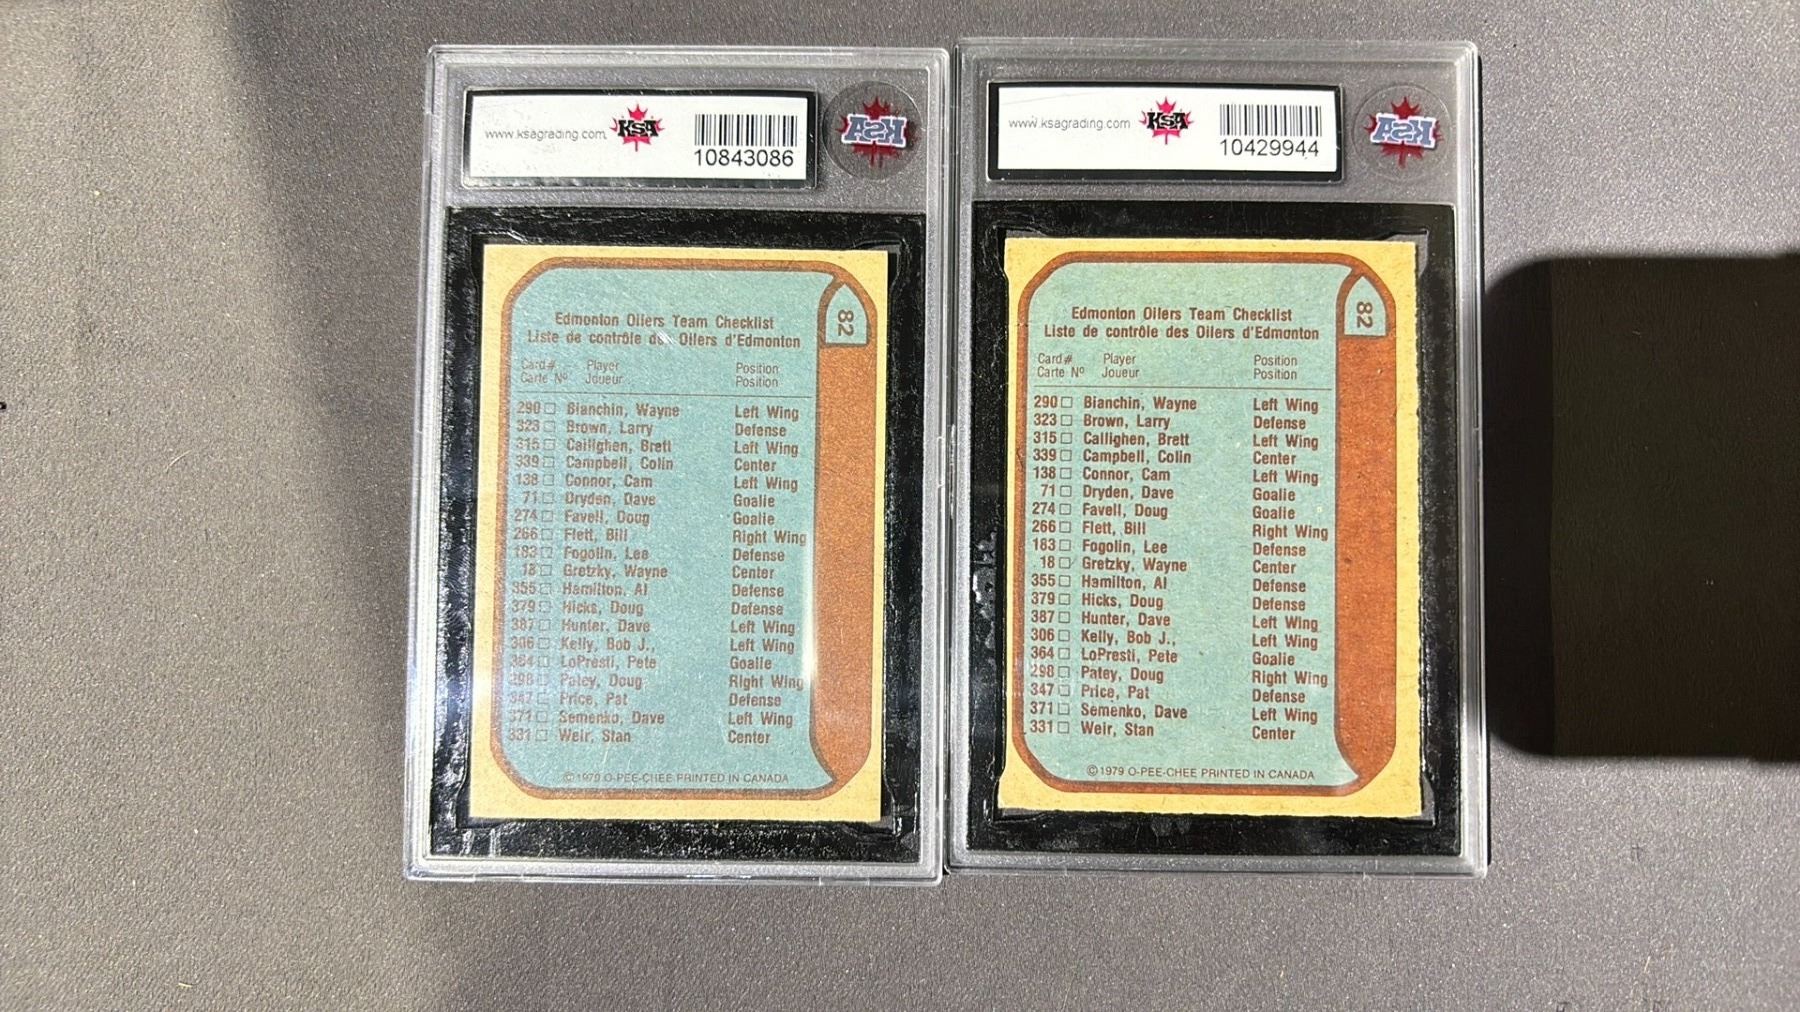 www.ksagrading.com
KSA
10843086
KSA
Edmonton Oilers Team Checklist
Liste de contrôle des Oilers d'Edmonton
82
Card# Player Position
Carte Nº Joueur Position
290 □ Bianchin, Wayne Left Wing
323 □ Brown, Larry Defense
315 □ Callighen, Brett Left Wing
339 □ Campbell, Colin Center
138 □ Connor, Cam Left Wing
71 □ Dryden, Dave Goalie
274 □ Favell, Doug Goalie
266 □ Flett, Bill Right Wing
183 □ Fogolin, Lee Defense
18 □ Gretzky, Wayne Center
355 □ Hamilton, Al Defense
379 □ Hicks, Doug Defense
387 □ Hunter, Dave Left Wing
306 □ Kelly, Bob J., Left Wing
364 □ LoPresti, Pete Goalie
298 □ Patey, Doug Right Wing
347 □ Price, Pat Defense
371 □ Semenko, Dave Left Wing
331 □ Weir, Stan Center
© 1979 O-PEE-CHEE PRINTED IN CANADA
www.ksagrading.com
KSA
10429944
KSA
Edmonton Oilers Team Checklist
Liste de contrôle des Oilers d'Edmonton
82
Card# Player Position
Carte Nº Joueur Position
290 □ Bianchin, Wayne Left Wing
323 □ Brown, Larry Defense
315 □ Callighen, Brett Left Wing
339 □ Campbell, Colin Center
138 □ Connor, Cam Left Wing
71 □ Dryden, Dave Goalie
274 □ Favell, Doug Goalie
266 □ Flett, Bill Right Wing
183 □ Fogolin, Lee Defense
18 □ Gretzky, Wayne Center
355 □ Hamilton, Al Defense
379 □ Hicks, Doug Defense
387 □ Hunter, Dave Left Wing
306 □ Kelly, Bob J., Left Wing
364 □ LoPresti, Pete Goalie
298 □ Patey, Doug Right Wing
347 □ Price, Pat Defense
371 □ Semenko, Dave Left Wing
331 □ Weir, Stan Center
© 1979 O-PEE-CHEE PRINTED IN CANADA